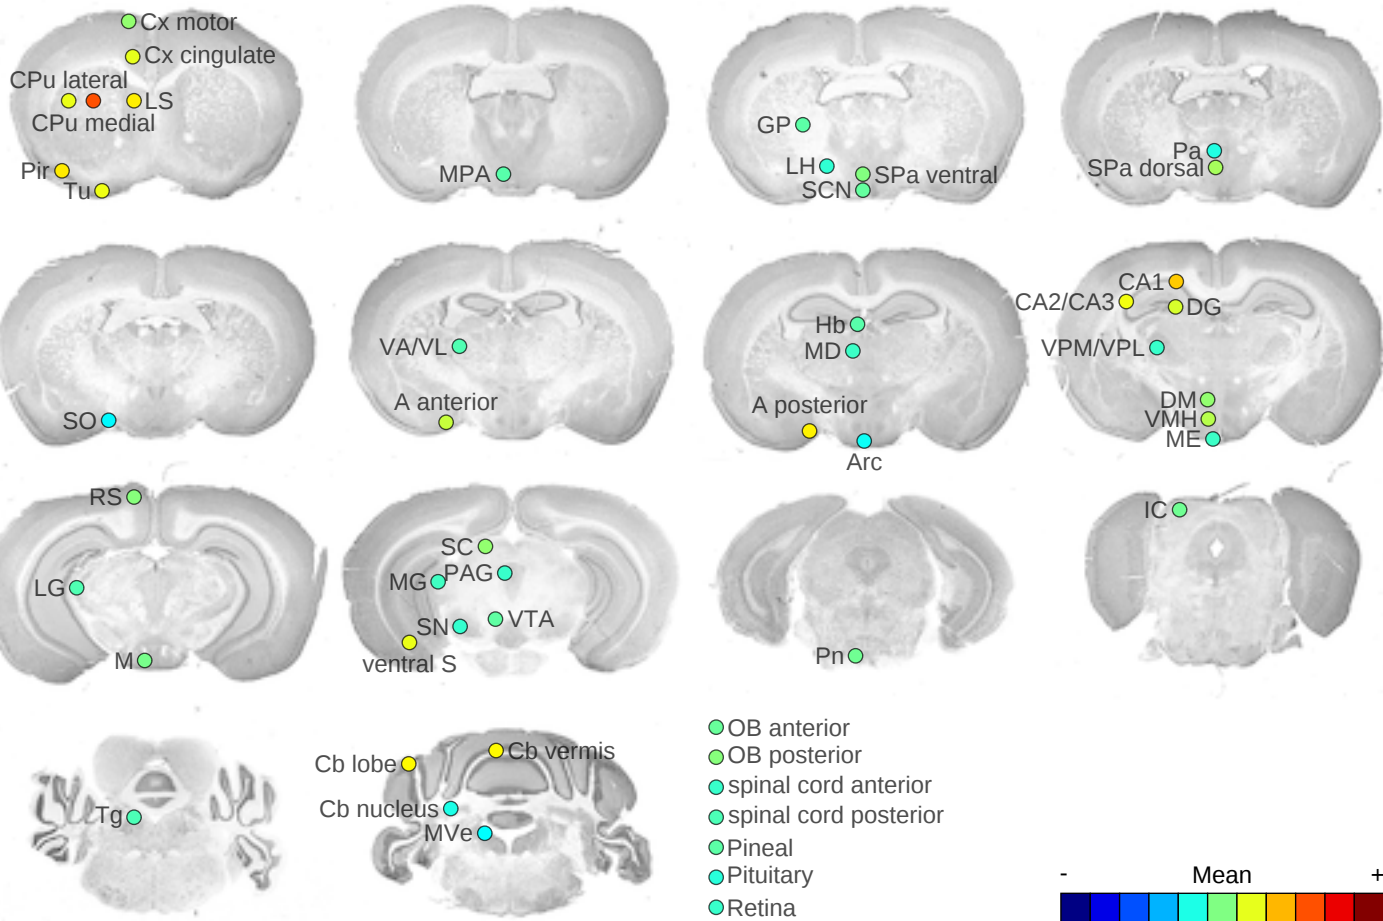 Cx motor
Cx cingulate
CPu lateral
LS
CPu medial
Pir
Tu
MPA
GP
LH
SPa ventral
SCN
Pa
SPa dorsal
SO
VA/VL
A anterior
Hb
MD
A posterior
Arc
CA1
CA2/CA3
DG
VPM/VPL
DM
VMH
ME
RS
LG
M
SC
MG
PAG
SN
VTA
ventral S
Pn
IC
Tg
Cb lobe
Cb vermis
Cb nucleus
MVe
OB anterior
OB posterior
spinal cord anterior
spinal cord posterior
Pineal
Pituitary
Retina
- Mean +